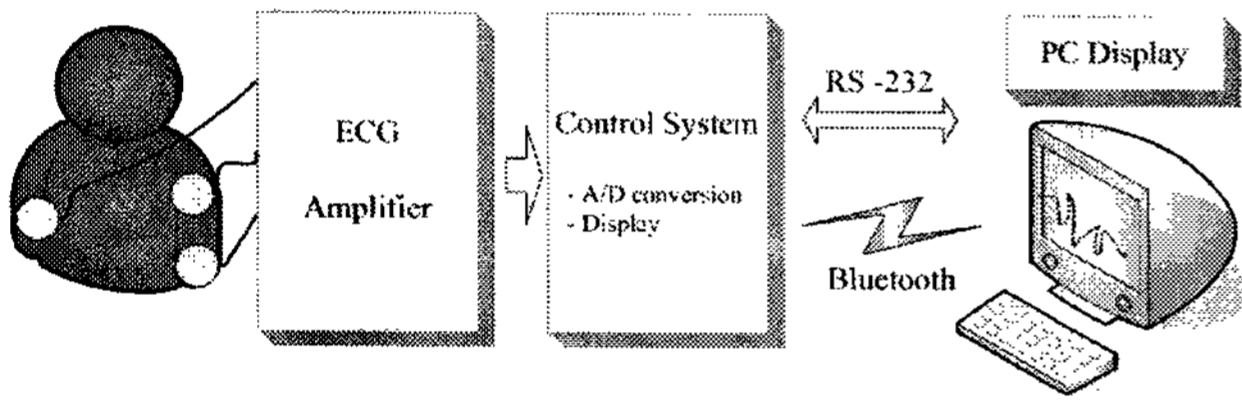 ECG
Amplifier
Control System
- A/D conversion
- Display
RS -232
Bluetooth
PC Display